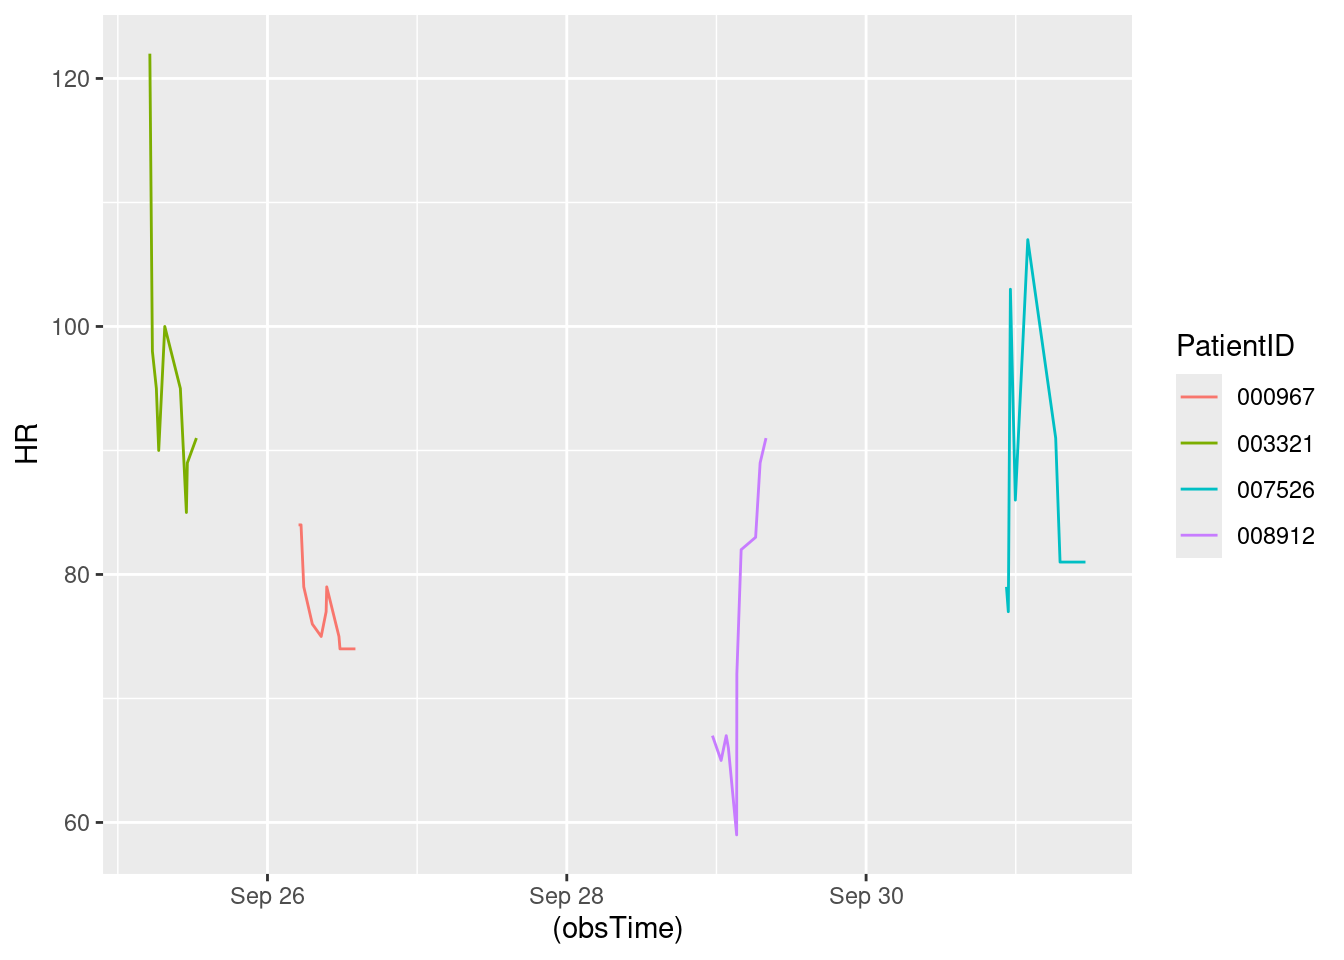 120
100
80
60
HR
Sep 26
Sep 28
Sep 30
(obsTime)
PatientID
000967
003321
007526
008912